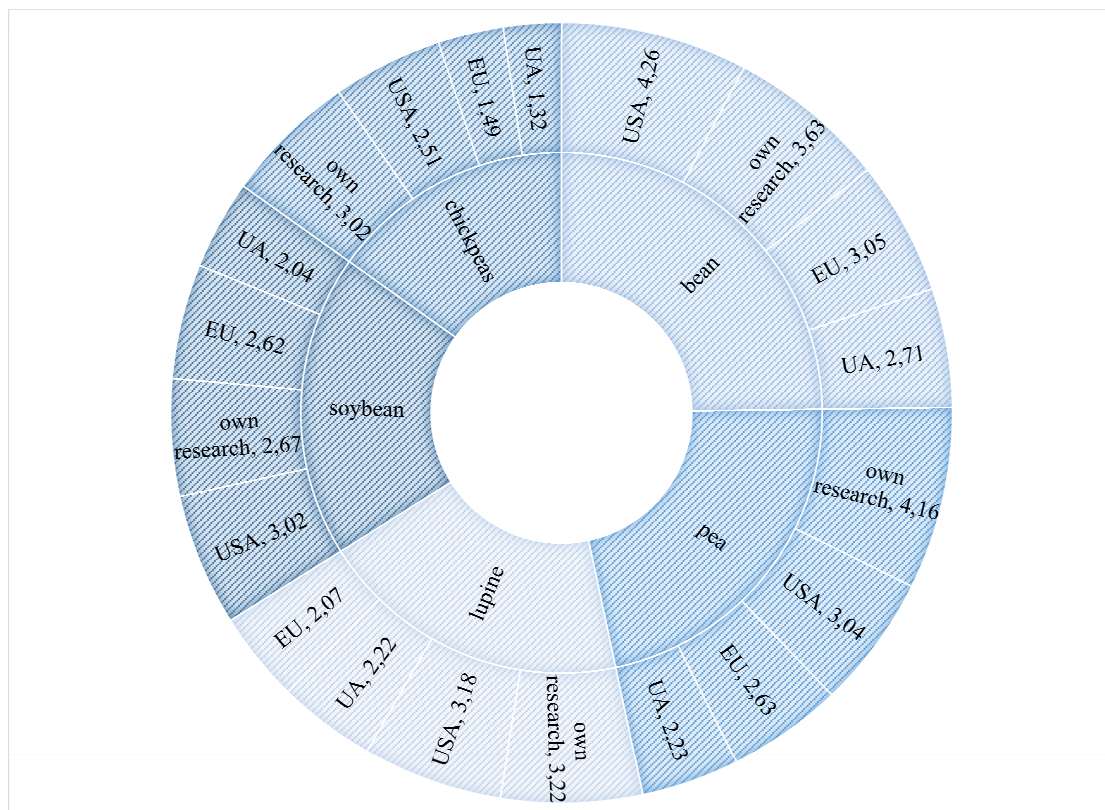 bean
USA, 4,26
own
research, 3,63
EU, 3,05
UA, 2,71
pea
own
research, 4,16
USA, 3,04
EU, 2,63
UA, 2,23
lupine
own
research, 3,22
USA, 3,18
UA, 2,22
EU, 2,07
soybean
USA, 3,02
own
research, 2,67
EU, 2,62
UA, 2,04
chickpeas
own
research, 3,02
USA, 2,51
EU, 1,49
UA, 1,32